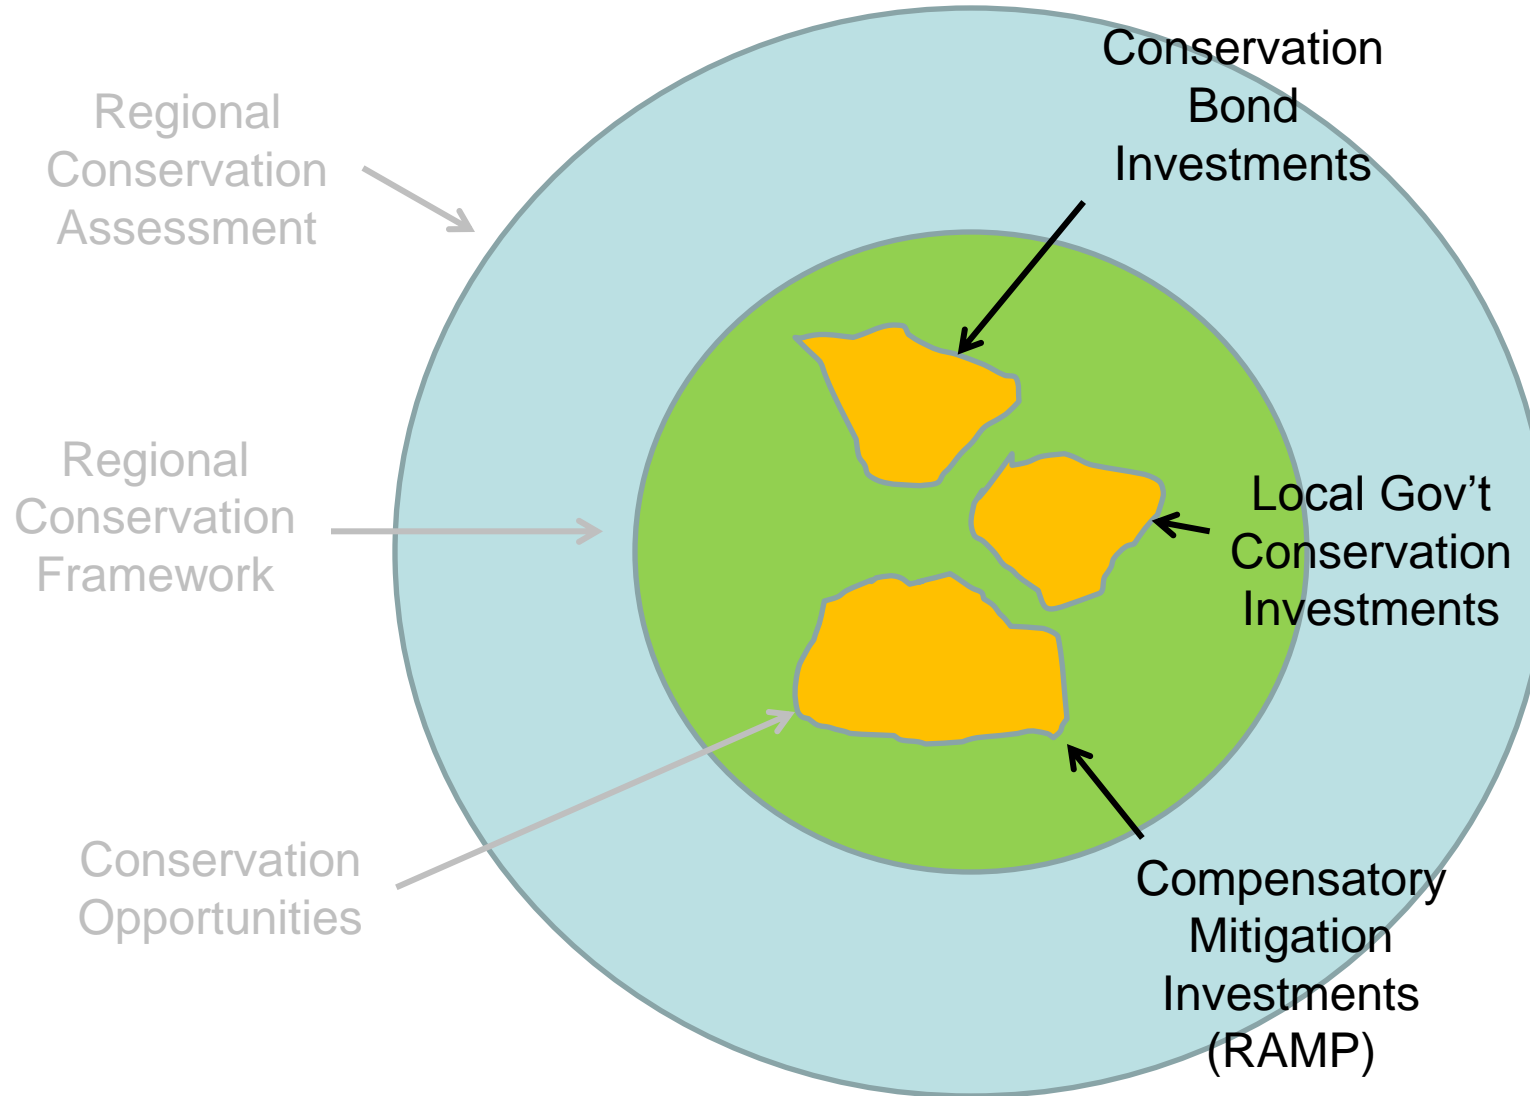 Conservation
Bond
Investments
Regional
Conservation
Assessment
Regional
Conservation
Framework
Local Gov’t
Conservation
Investments
Conservation
Opportunities
Compensatory
Mitigation
Investments
(RAMP)